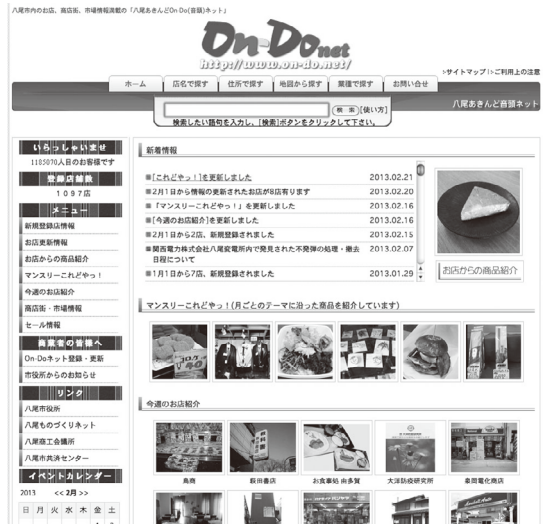 八尾市内のお店、商店街、市場情報満載の「八尾あきんどOn-Do(音頭)ネット」
On-Do net
http://www.on-do.net/
>サイトマップ|>ご利用上の注意
ホーム
店名で探す
住所で探す
地図から探す
業種で探す
お問い合せ
八尾あきんど音頭ネット
検 索
[使い方]
検索したい語句を入力し、[検索]ボタンをクリックして下さい。
いらっしゃいませ
1185070人目のお客様です
登録店舗数
1097店
メニュー
新規登録店情報
お店更新情報
お店からの商品紹介
マンスリーこれどやっ!
今週のお店紹介
商店街・市場情報
セール情報
商業者の皆様へ
On-Doネット登録・更新
市役所からのお知らせ
リンク
八尾市役所
八尾ものづくりネット
八尾商工会議所
八尾市共済センター
イベントカレンダー
2013 << 2月 >>
日 月 火 水 木 金 土
新着情報
[これどやっ!]を更新しました 2013.02.21
2月1日から情報の更新されたお店が8店有ります 2013.02.20
「マンスリーこれどやっ!」を更新しました 2013.02.16
[今週のお店紹介]を更新しました 2013.02.16
2月1日から2店、新規登録されました 2013.02.15
関西電力株式会社八尾変電所内で発見された不発弾の処理・撤去 2013.02.07
日程について
1月1日から7店、新規登録されました 2013.01.29
お店からの商品紹介
マンスリーこれどやっ!(月ごとのテーマに沿った商品を紹介しています)
コロッケ
40
今週のお店紹介
鳥商
萩田書店
お食事処 由多賀
大洋防疫研究所
泉岡電化商店